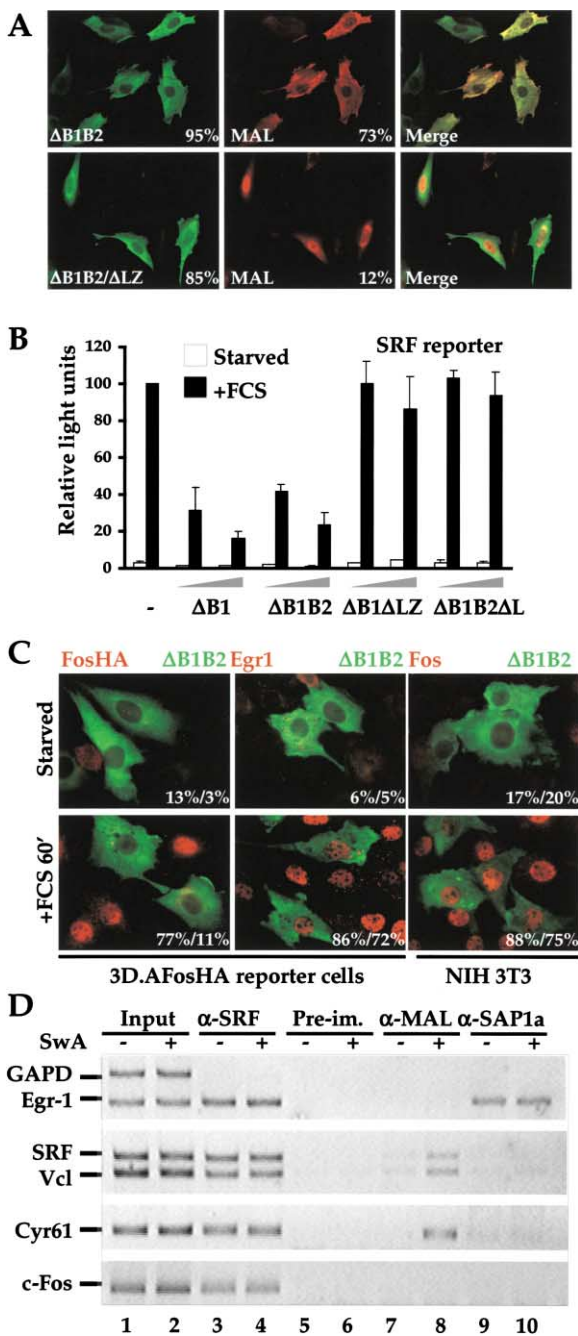 A
ΔB1B2 95% MAL 73% Merge
ΔB1B2/ΔLZ 85% MAL 12% Merge
B
Relative light units
120
100
80
60
40
20
0
Starved
+FCS
SRF reporter
- ΔB1 ΔB1B2 ΔB1ΔLZ ΔB1B2ΔL
C
FosHA ΔB1B2 Egr1 ΔB1B2 Fos ΔB1B2
Starved
13%/3% 6%/5% 17%/20%
+FCS 60′
77%/11% 86%/72% 88%/75%
3D.AFosHA reporter cells NIH 3T3
D
Input α-SRF Pre-im. α-MAL α-SAP1a
SwA - + - + - + - + - +
GAPD
Egr-1
SRF
Vcl
Cyr61
c-Fos
1 2 3 4 5 6 7 8 9 10